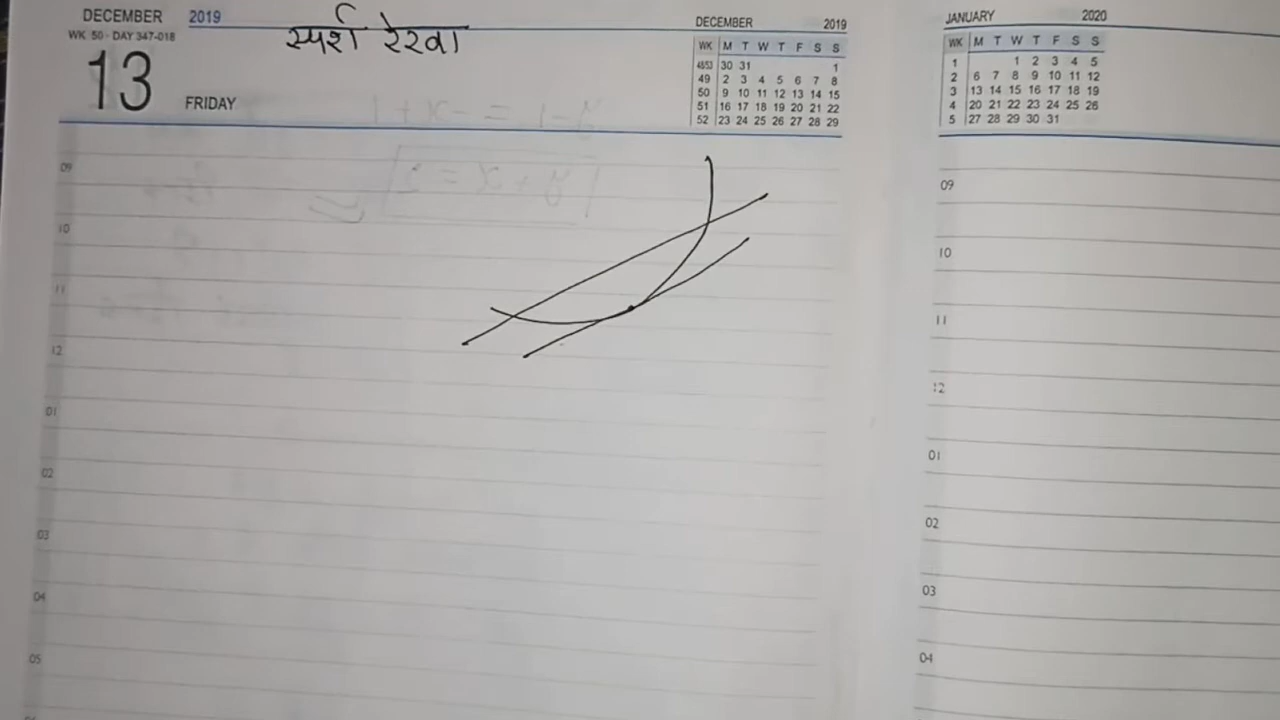 DECEMBER 2019
WK 50 - DAY 347-018
13
FRIDAY
स्पर्श रेखा
DECEMBER 2019
WK M T W T F S S
48/53 30 31 1
49 2 3 4 5 6 7 8
50 9 10 11 12 13 14 15
51 16 17 18 19 20 21 22
52 23 24 25 26 27 28 29
09
10
11
12
01
02
03
04
05
JANUARY 2020
WK M T W T F S S
1 1 2 3 4 5
2 6 7 8 9 10 11 12
3 13 14 15 16 17 18 19
4 20 21 22 23 24 25 26
5 27 28 29 30 31
09
10
11
12
01
02
03
04